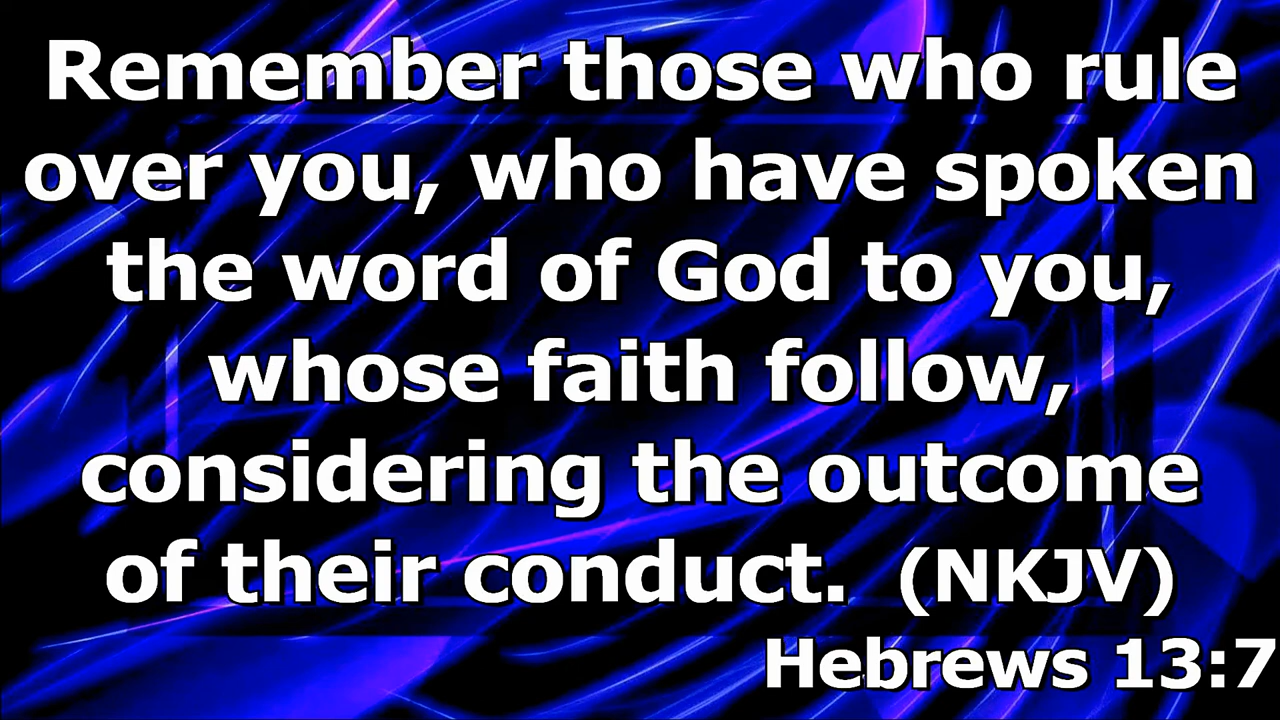 Remember those who rule
over you, who have spoken
the word of God to you,
whose faith follow,
considering the outcome
of their conduct. (NKJV)
Hebrews 13:7